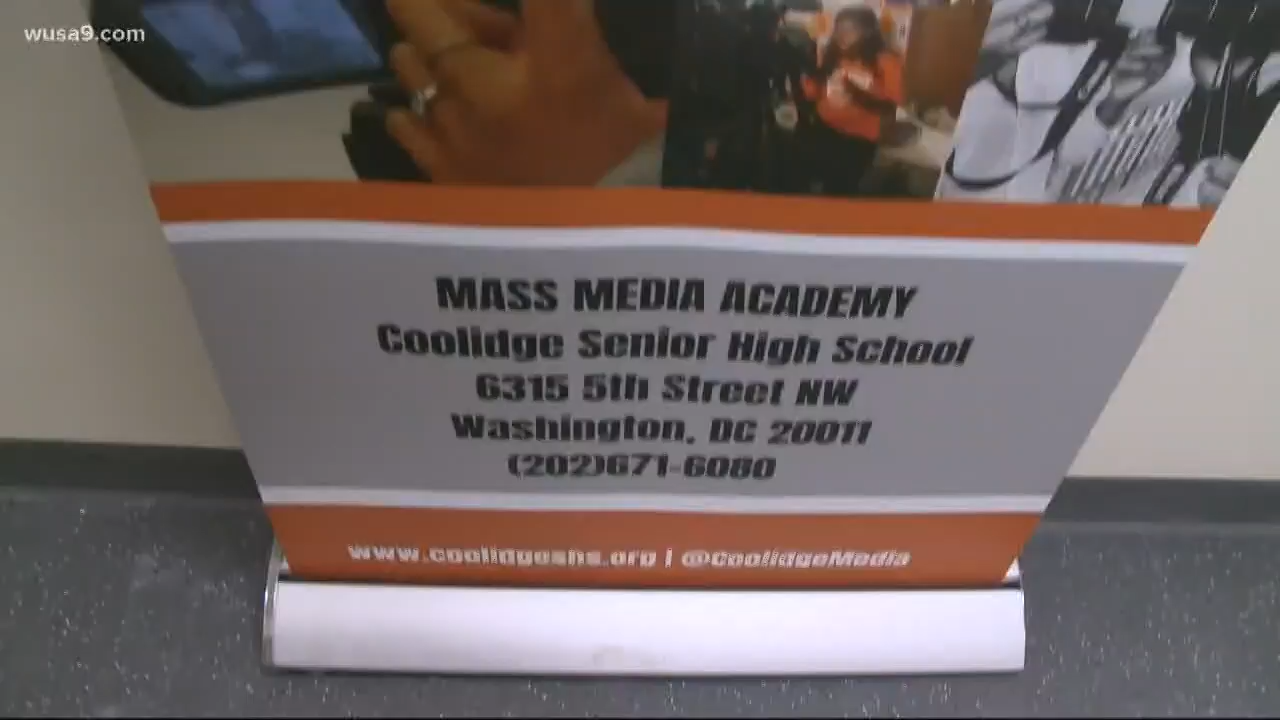 wusa9.com
MASS MEDIA ACADEMY
Coolidge Senior High School
6315 5th Street NW
Washington, DC 20011
(202)671-6080
www.coolidgeshs.org | @CoolidgeMedia